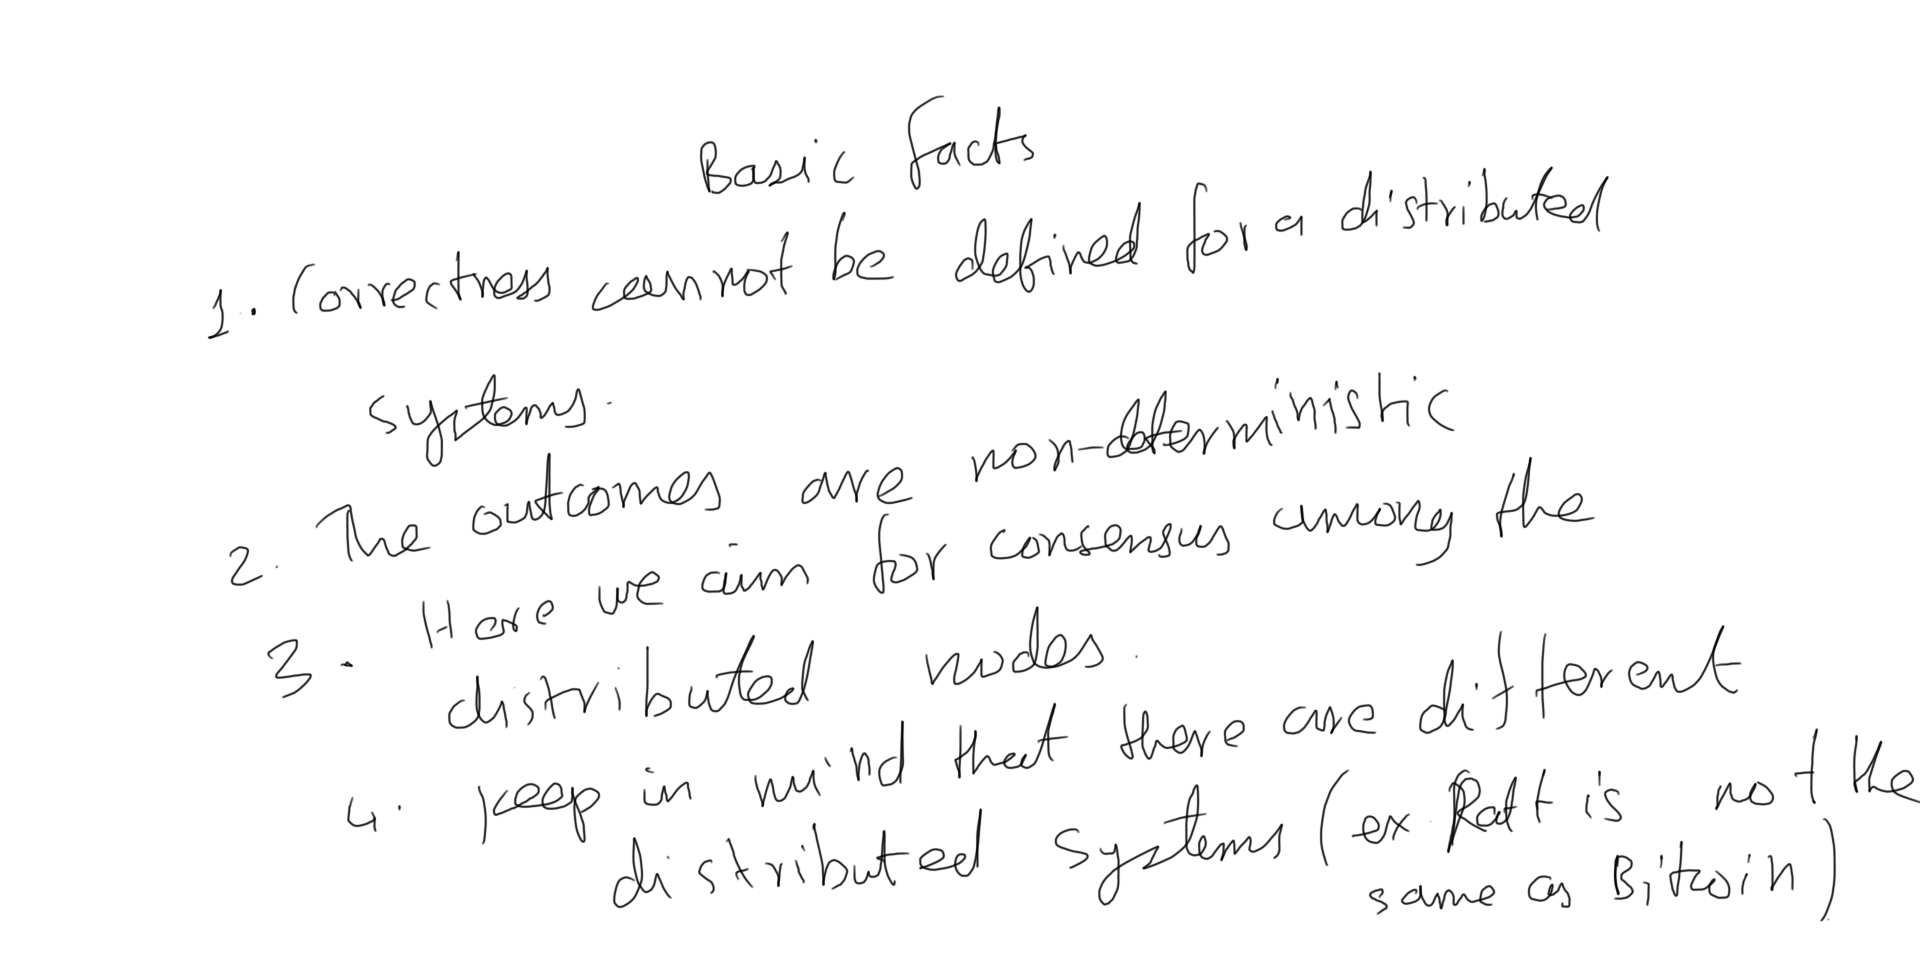 Basic facts
1. Correctness cannot be defined for a distributed
systems.
2. The outcomes are non-deterministic
3. Here we aim for consensus among the
distributed nodes.
4. Keep in mind that there are different
distributed systems (ex Raft is not the
same as Bitcoin)